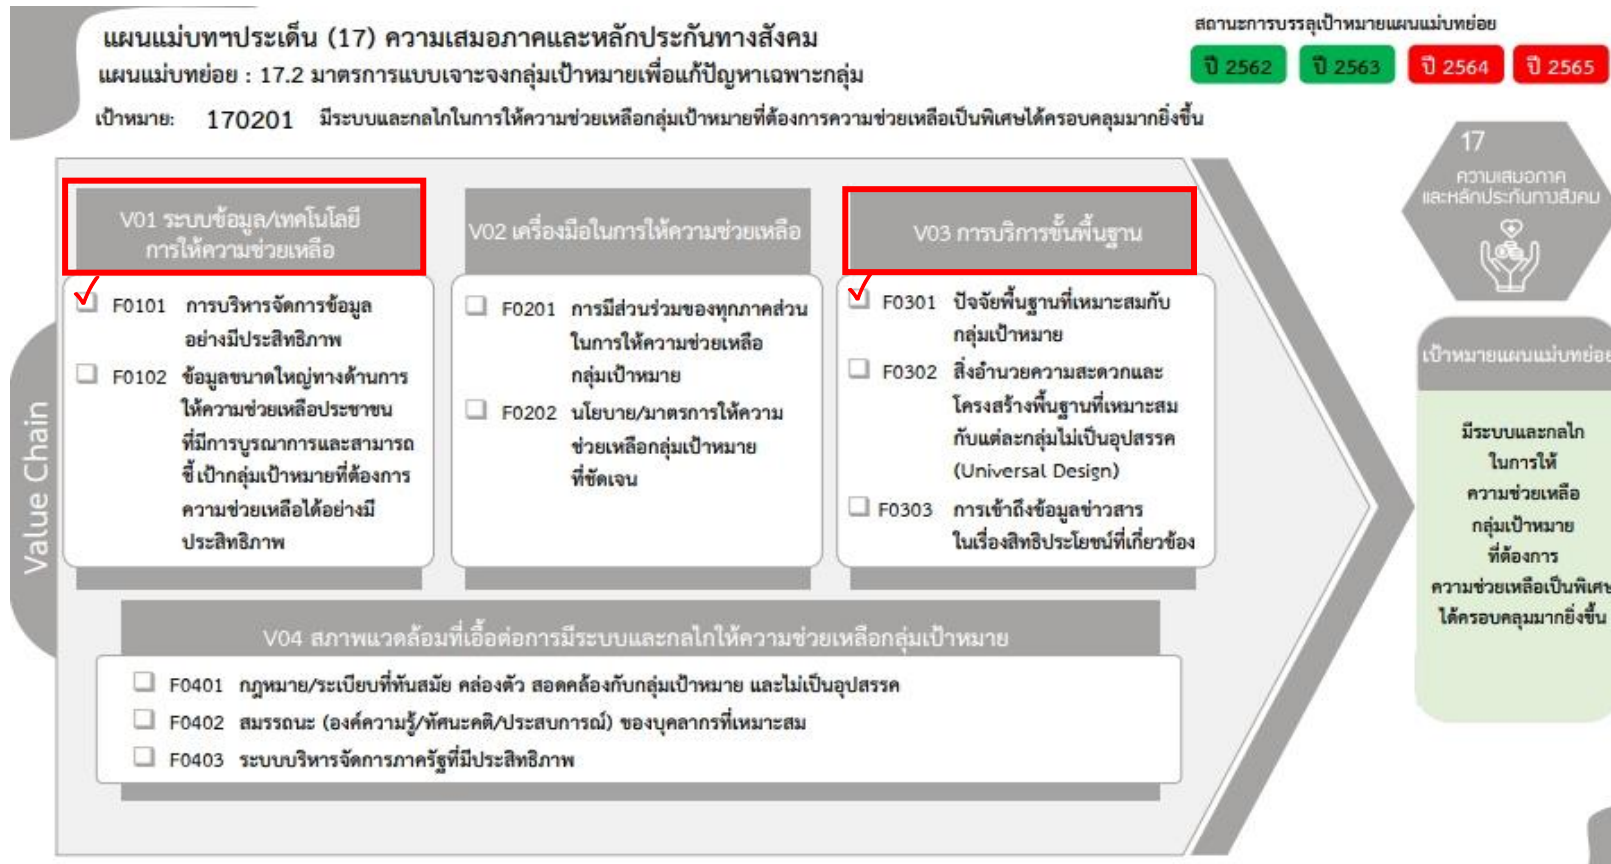 แผนแม่บทฯประเด็น (17) ความเสมอภาคและหลักประกันทางสังคม
แผนแม่บทย่อย : 17.2 มาตรการแบบเจาะจงกลุ่มเป้าหมายเพื่อแก้ปัญหาเฉพาะกลุ่ม
เป้าหมาย: 170201 มีระบบและกลไกในการให้ความช่วยเหลือกลุ่มเป้าหมายที่ต้องการความช่วยเหลือเป็นพิเศษได้ครอบคลุมมากยิ่งขึ้น
สถานะการบรรลุเป้าหมายแผนแม่บทย่อย
ปี 2562 ปี 2563 ปี 2564 ปี 2565
Value Chain
V01 ระบบข้อมูล/เทคโนโลยี
การให้ความช่วยเหลือ
F0101 การบริหารจัดการข้อมูล
อย่างมีประสิทธิภาพ
F0102 ข้อมูลขนาดใหญ่ทางด้านการ
ให้ความช่วยเหลือประชาชน
ที่มีการบูรณาการและสามารถ
ชี้เป้ากลุ่มเป้าหมายที่ต้องการ
ความช่วยเหลือได้อย่างมี
ประสิทธิภาพ
V02 เครื่องมือในการให้ความช่วยเหลือ
F0201 การมีส่วนร่วมของทุกภาคส่วน
ในการให้ความช่วยเหลือ
กลุ่มเป้าหมาย
F0202 นโยบาย/มาตรการให้ความ
ช่วยเหลือกลุ่มเป้าหมาย
ที่ชัดเจน
V03 การบริการขั้นพื้นฐาน
F0301 ปัจจัยพื้นฐานที่เหมาะสมกับ
กลุ่มเป้าหมาย
F0302 สิ่งอำนวยความสะดวกและ
โครงสร้างพื้นฐานที่เหมาะสม
กับแต่ละกลุ่มไม่เป็นอุปสรรค
(Universal Design)
F0303 การเข้าถึงข้อมูลข่าวสาร
ในเรื่องสิทธิประโยชน์ที่เกี่ยวข้อง
V04 สภาพแวดล้อมที่เอื้อต่อการมีระบบและกลไกให้ความช่วยเหลือกลุ่มเป้าหมาย
F0401 กฎหมาย/ระเบียบที่ทันสมัย คล่องตัว สอดคล้องกับกลุ่มเป้าหมาย และไม่เป็นอุปสรรค
F0402 สมรรถนะ (องค์ความรู้/ทัศนะคติ/ประสบการณ์) ของบุคลากรที่เหมาะสม
F0403 ระบบบริหารจัดการภาครัฐที่มีประสิทธิภาพ
17
ความเสมอภาค
และหลักประกันทางสังคม
เป้าหมายแผนแม่บทย่อย
มีระบบและกลไก
ในการให้
ความช่วยเหลือ
กลุ่มเป้าหมาย
ที่ต้องการ
ความช่วยเหลือเป็นพิเศษ
ได้ครอบคลุมมากยิ่งขึ้น